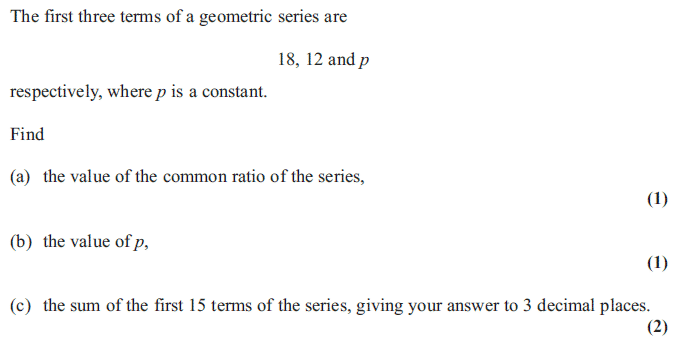 The first three terms of a geometric series are
18, 12 and p
respectively, where p is a constant.
Find
(a) the value of the common ratio of the series,
(1)
(b) the value of p,
(1)
(c) the sum of the first 15 terms of the series, giving your answer to 3 decimal places.
(2)